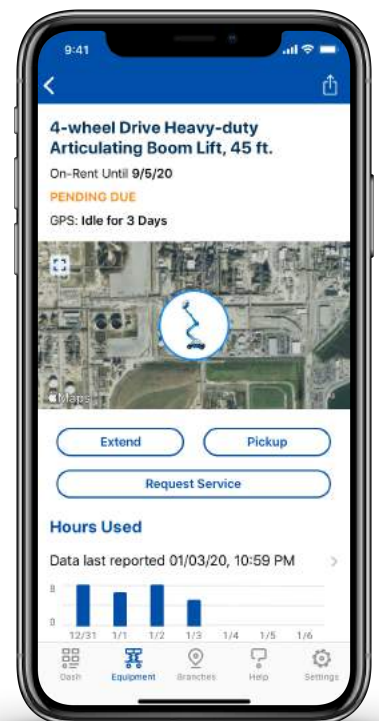 9:41
4-wheel Drive Heavy-duty
Articulating Boom Lift, 45 ft.
On-Rent Until 9/5/20
PENDING DUE
GPS: Idle for 3 Days
Maps
Extend Pickup
Request Service
Hours Used
Data last reported 01/03/20, 10:59 PM
8
0
12/31 1/1 1/2 1/3 1/4 1/5 1/6
Dash Equipment Branches Help Settings